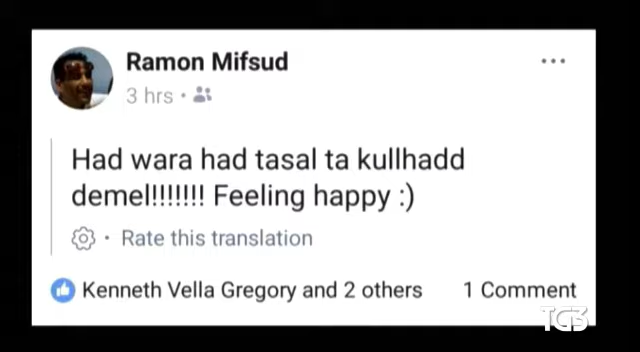 Ramon Mifsud
3 hrs
Had wara had tasal ta kullhadd
demel!!!!!!! Feeling happy :)
Rate this translation
Kenneth Vella Gregory and 2 others 1 Comment
TG3